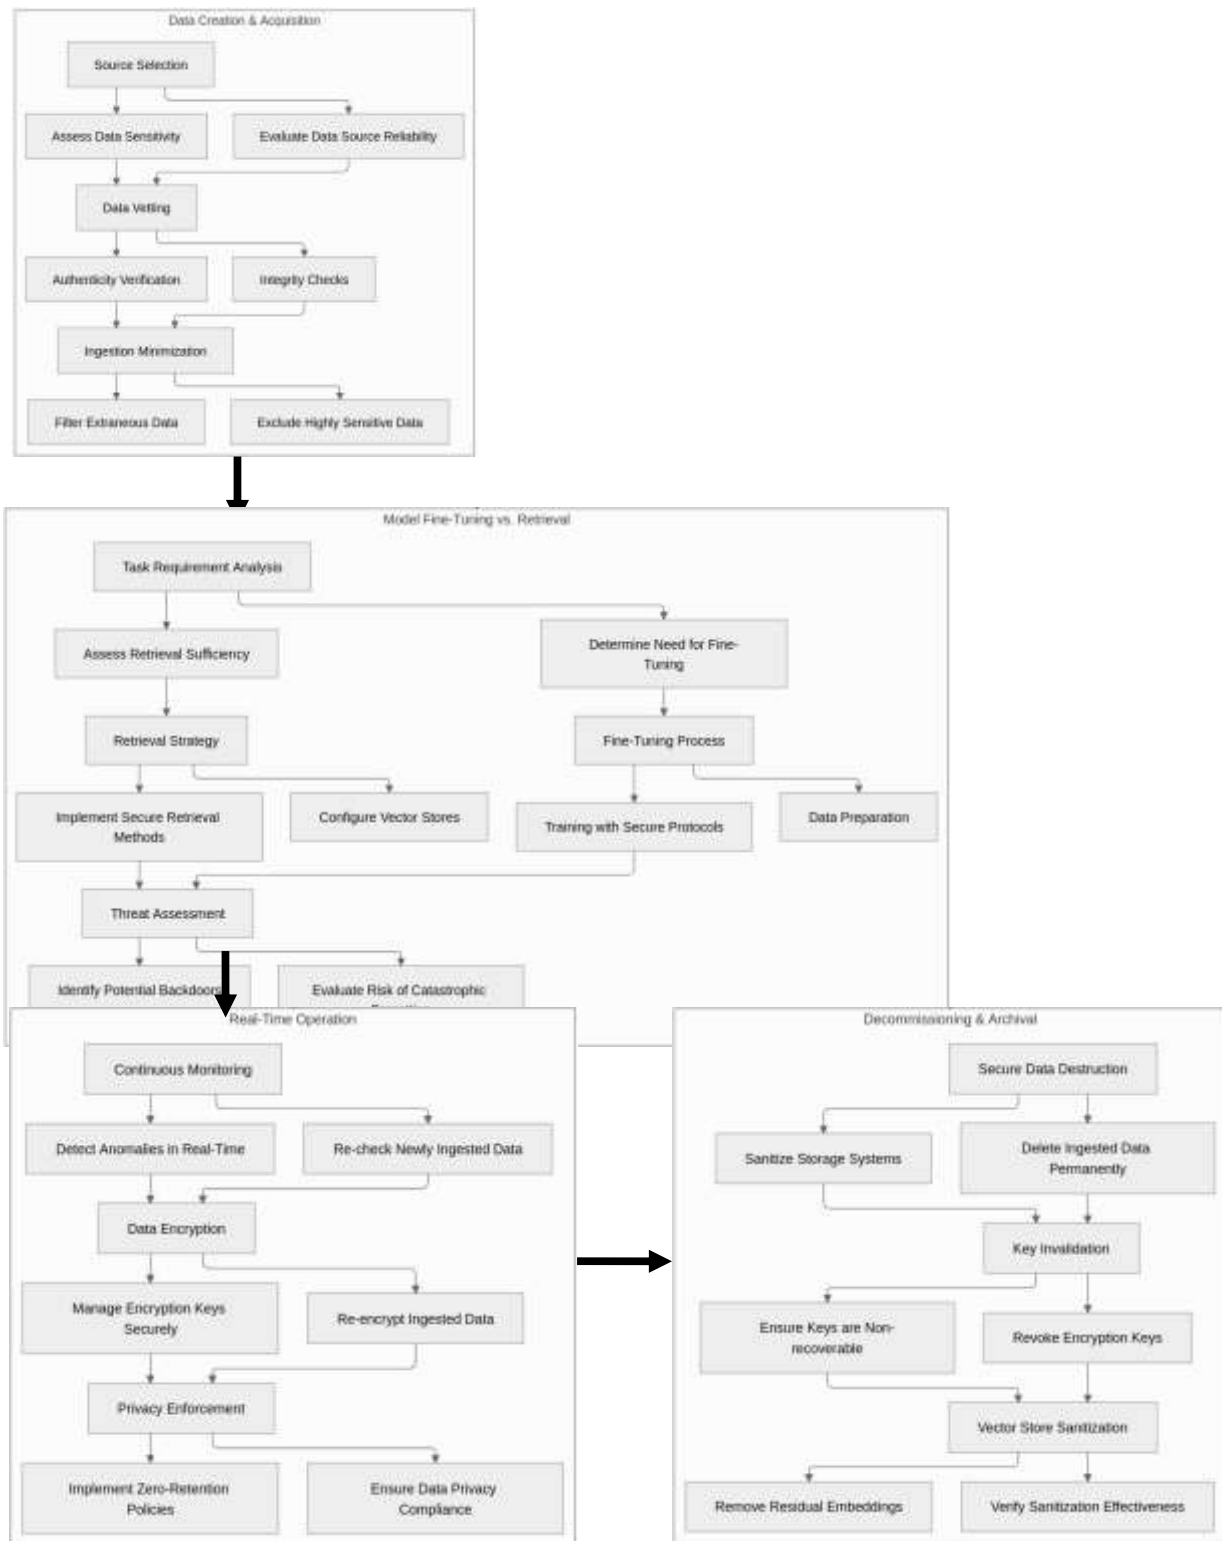 Data Creation & Acquisition
Source Selection
Assess Data Sensitivity
Evaluate Data Source Reliability
Data Vetting
Authenticity Verification
Integrity Checks
Ingestion Minimization
Filter Extraneous Data
Exclude Highly Sensitive Data
Model Fine-Tuning vs. Retrieval
Task Requirement Analysis
Assess Retrieval Sufficiency
Determine Need for Fine-
Tuning
Retrieval Strategy
Fine-Tuning Process
Implement Secure Retrieval
Methods
Configure Vector Stores
Training with Secure Protocols
Data Preparation
Threat Assessment
Identify Potential Backdoors
Evaluate Risk of Catastrophic
Real-Time Operation
Continuous Monitoring
Detect Anomalies in Real-Time
Re-check Newly Ingested Data
Data Encryption
Manage Encryption Keys
Securely
Re-encrypt Ingested Data
Privacy Enforcement
Implement Zero-Retention
Policies
Ensure Data Privacy
Compliance
Decommissioning & Archival
Secure Data Destruction
Sanitize Storage Systems
Delete Ingested Data
Permanently
Key Invalidation
Ensure Keys are Non-
recoverable
Revoke Encryption Keys
Vector Store Sanitization
Remove Residual Embeddings
Verify Sanitization Effectiveness